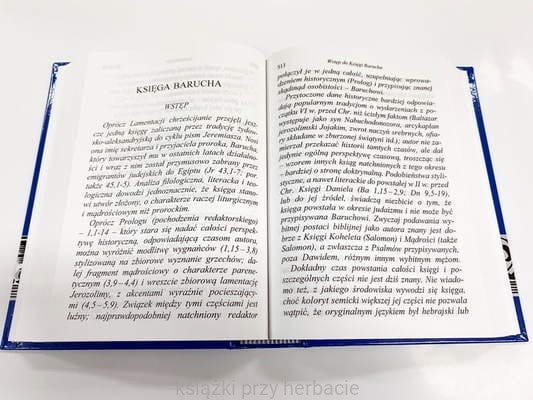 KSIĘGA BARUCHA
WSTĘP
Oprócz Lamentacji chrześcijanie przejęli jesz-
cze jedną księgę zaliczaną przez tradycję żydow-
sko-aleksandryjską do cyklu pism Jeremiasza. Nosi
ona imię sekretarza i przyjaciela proroka, Barucha,
który towarzyszył mu w ostatnich latach działalno-
ści i wraz z nim został przymusowo zabrany przez
emigrantów judejskich do Egiptu (Jr 43,1-7; por.
także 45,1-5). Analiza filologiczna, literacka i teo-
logiczna dowodzi jednoznacznie, że księga stano-
wi utwór złożony, o charakterze raczej liturgicznym
i mądrościowym niż prorockim.
Oprócz Prologu (pochodzenia redaktorskiego)
– 1,1-14 – który stara się nadać całości perspek-
tywę historyczną, odpowiadającą czasom autora,
można wyróżnić modlitwę wygnańców (1,15–3,8)
stylizowaną na zbiorowe wyznanie grzechów; da-
lej fragment mądrościowy o charakterze parene-
tycznym (3,9–4,4) i wreszcie zbiorową lamentację
Jerozolimy, z akcentami wyraźnie pocieszający-
mi (4,5–5,9). Związek między tymi częściami jest
luźny; najprawdopodobniej natchniony redaktor
513
Wstęp do Księgi Barucha
połączył je w jedną całość, uzupełniając wprowa-
dzeniem historycznym (Prolog) i przypisując znanej
skądinąd osobistości – Baruchowi.
Przytoczone dane historyczne bardziej odpowia-
dają popularnym tradycjom o wydarzeniach z po-
czątku VI w. przed Chr. niż ścisłym faktom (Baltazar
występuje jako syn Nabuchodonozora, arcykapłan
jerozolimski Jojakim, zwrot naczyń srebrnych, ofia-
ry składane w zburzonej świątyni itd.); autor nie za-
mierzał przekazać historii tamtych czasów, ale dał
jedynie ogólną perspektywę czasową, troszcząc się
– wzorem innych ksiąg natchnionych z tego okresu
– bardziej o stronę doktrynalną. Podobieństwa stylis-
tyczne, a nawet literackie do powstałej w II w. przed
Chr. Księgi Daniela (Ba 1,15–2,9; Dn 9,5-19),
lub do jej źródeł, świadczą niezbicie o tym, że
księga powstała w okresie judaizmu i nie może być
przypisywana Baruchowi. Zwyczaj podawania wy-
bitnej postaci biblijnej jako autora znany jest do-
brze z Księgi Koheleta (Salomon) i Mądrości (także
Salomon), a zwłaszcza z Psalmów przypisywanych,
poza Dawidem, różnym innym wybitnym mężom.
Dokładny czas powstania całości księgi i po-
szczególnych części nie jest dziś znany. Nie wiado-
mo też, z jakiego środowiska wywodzi się księga,
choć koloryt semicki większej jej części nie pozwala
wątpić, że oryginalnym językiem był hebrajski lub
książki przy herbacie